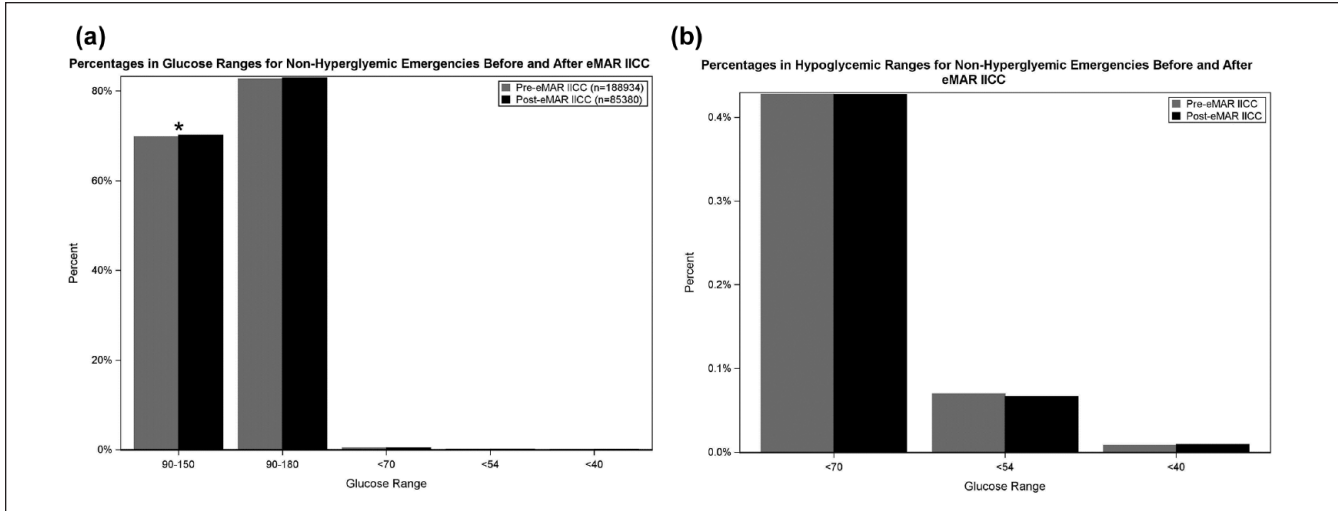 (a)
Percentages in Glucose Ranges for Non-Hyperglyemic Emergencies Before and After eMAR IICC
Pre-eMAR IICC (n=188934)
Post-eMAR IICC (n=85380)
80%
60%
40%
20%
0%
*
Percent
90-150
90-180
<70
<54
<40
Glucose Range
(b)
Percentages in Hypoglycemic Ranges for Non-Hyperglyemic Emergencies Before and After
eMAR IICC
Pre-eMAR IICC
Post-eMAR IICC
0.4%
0.3%
0.2%
0.1%
0.0%
Percent
<70
<54
<40
Glucose Range